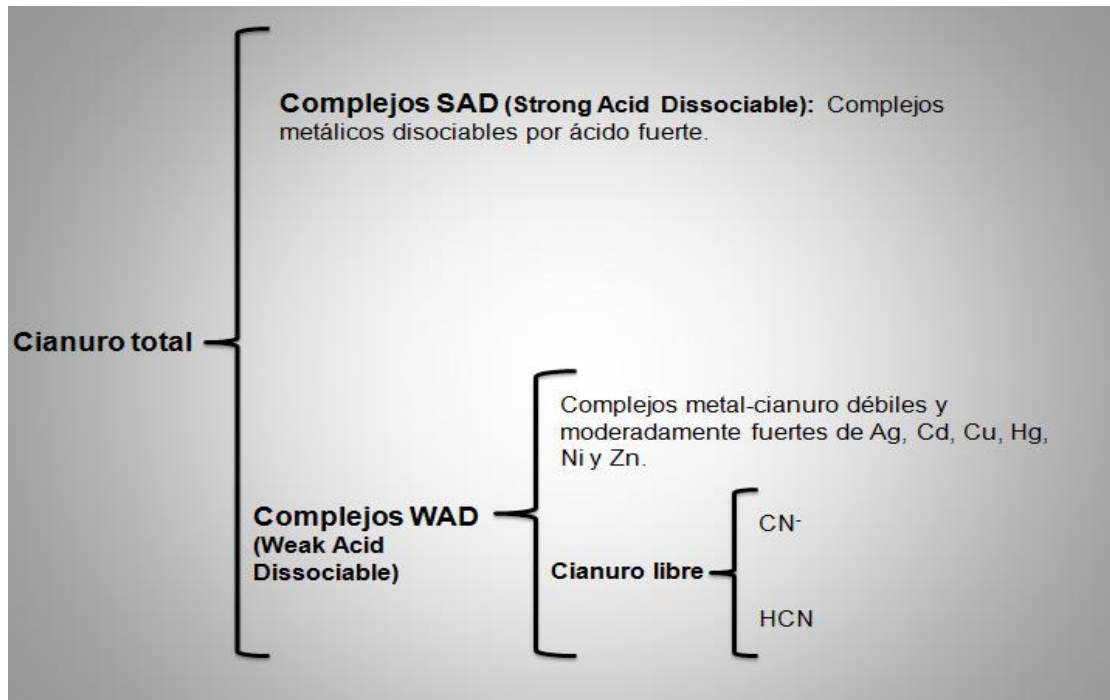 Complejos SAD (Strong Acid Dissociable): Complejos
metálicos disociables por ácido fuerte.
Cianuro total
Complejos metal-cianuro débiles y
moderadamente fuertes de Ag, Cd, Cu, Hg,
Ni y Zn.
Complejos WAD
(Weak Acid
Dissociable)
CN-
Cianuro libre
HCN